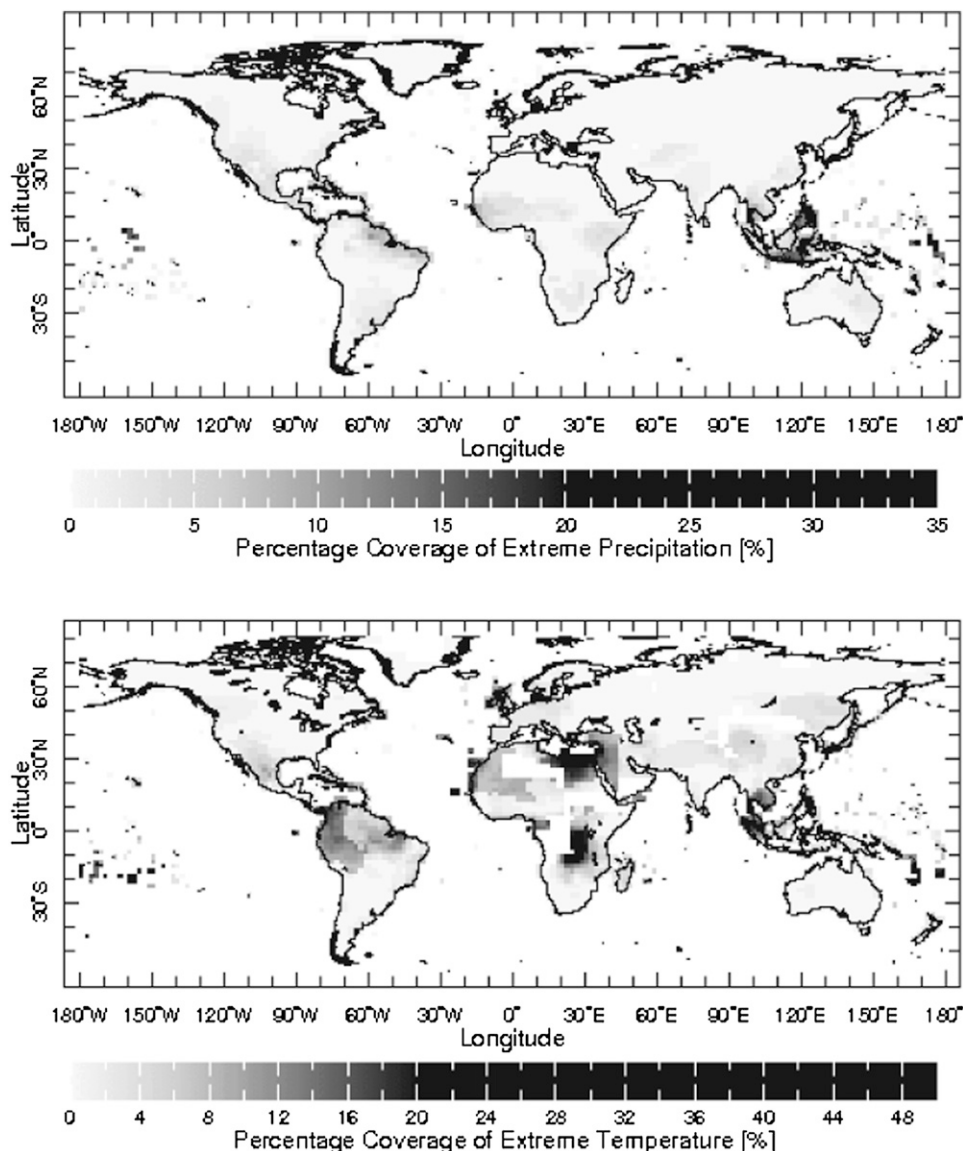 60°N
30°N
0°
30°S
Latitude
180°W 150°W 120°W 90°W 60°W 30°W 0° 30°E 60°E 90°E 120°E 150°E 180°
Longitude
0 5 10 15 20 25 30 35
Percentage Coverage of Extreme Precipitation [%]
60°N
30°N
0°
30°S
Latitude
180°W 150°W 120°W 90°W 60°W 30°W 0° 30°E 60°E 90°E 120°E 150°E 180°
Longitude
0 4 8 12 16 20 24 28 32 36 40 44 48
Percentage Coverage of Extreme Temperature [%]